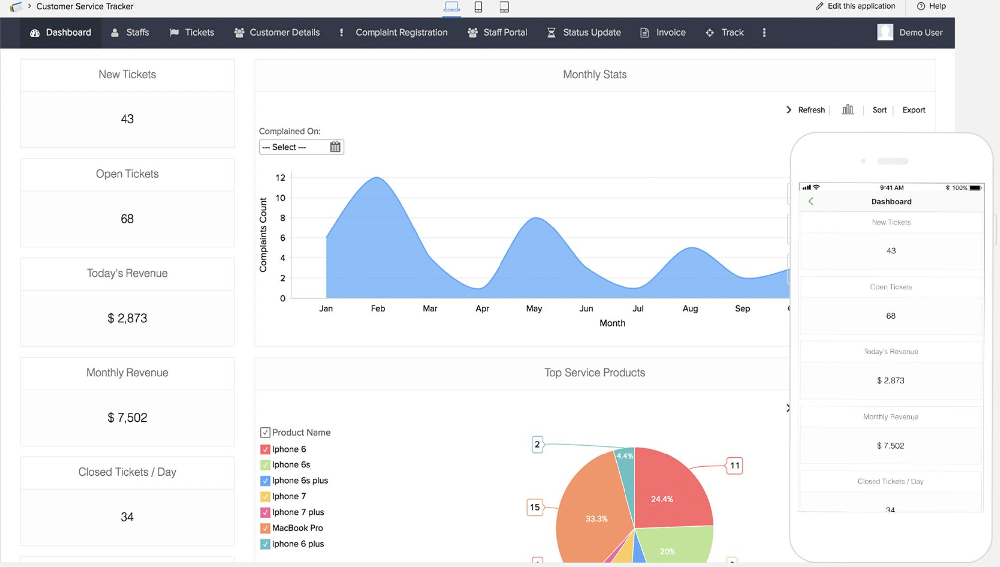 Customer Service Tracker
Edit this application
Help
Dashboard
Staffs
Tickets
Customer Details
Complaint Registration
Staff Portal
Status Update
Invoice
Track
Demo User
New Tickets
43
Open Tickets
68
Today's Revenue
$ 2,873
Monthly Revenue
$ 7,502
Closed Tickets / Day
34
Monthly Stats
Refresh
Sort
Export
Complained On:
--- Select ---
Complaints Count
12
10
8
6
4
2
0
Jan Feb Mar Apr May Jun Jul Aug Sep
Month
Top Service Products
Product Name
Iphone 6
Iphone 6s
Iphone 6s plus
Iphone 7
Iphone 7 plus
MacBook Pro
iphone 6 plus
2
4.4%
11
24.4%
15
33.3%
20%
9:41 AM
100%
Dashboard
New Tickets
43
Open Tickets
68
Today's Revenue
$ 2,873
Monthly Revenue
$ 7,502
Closed Tickets / Day
34